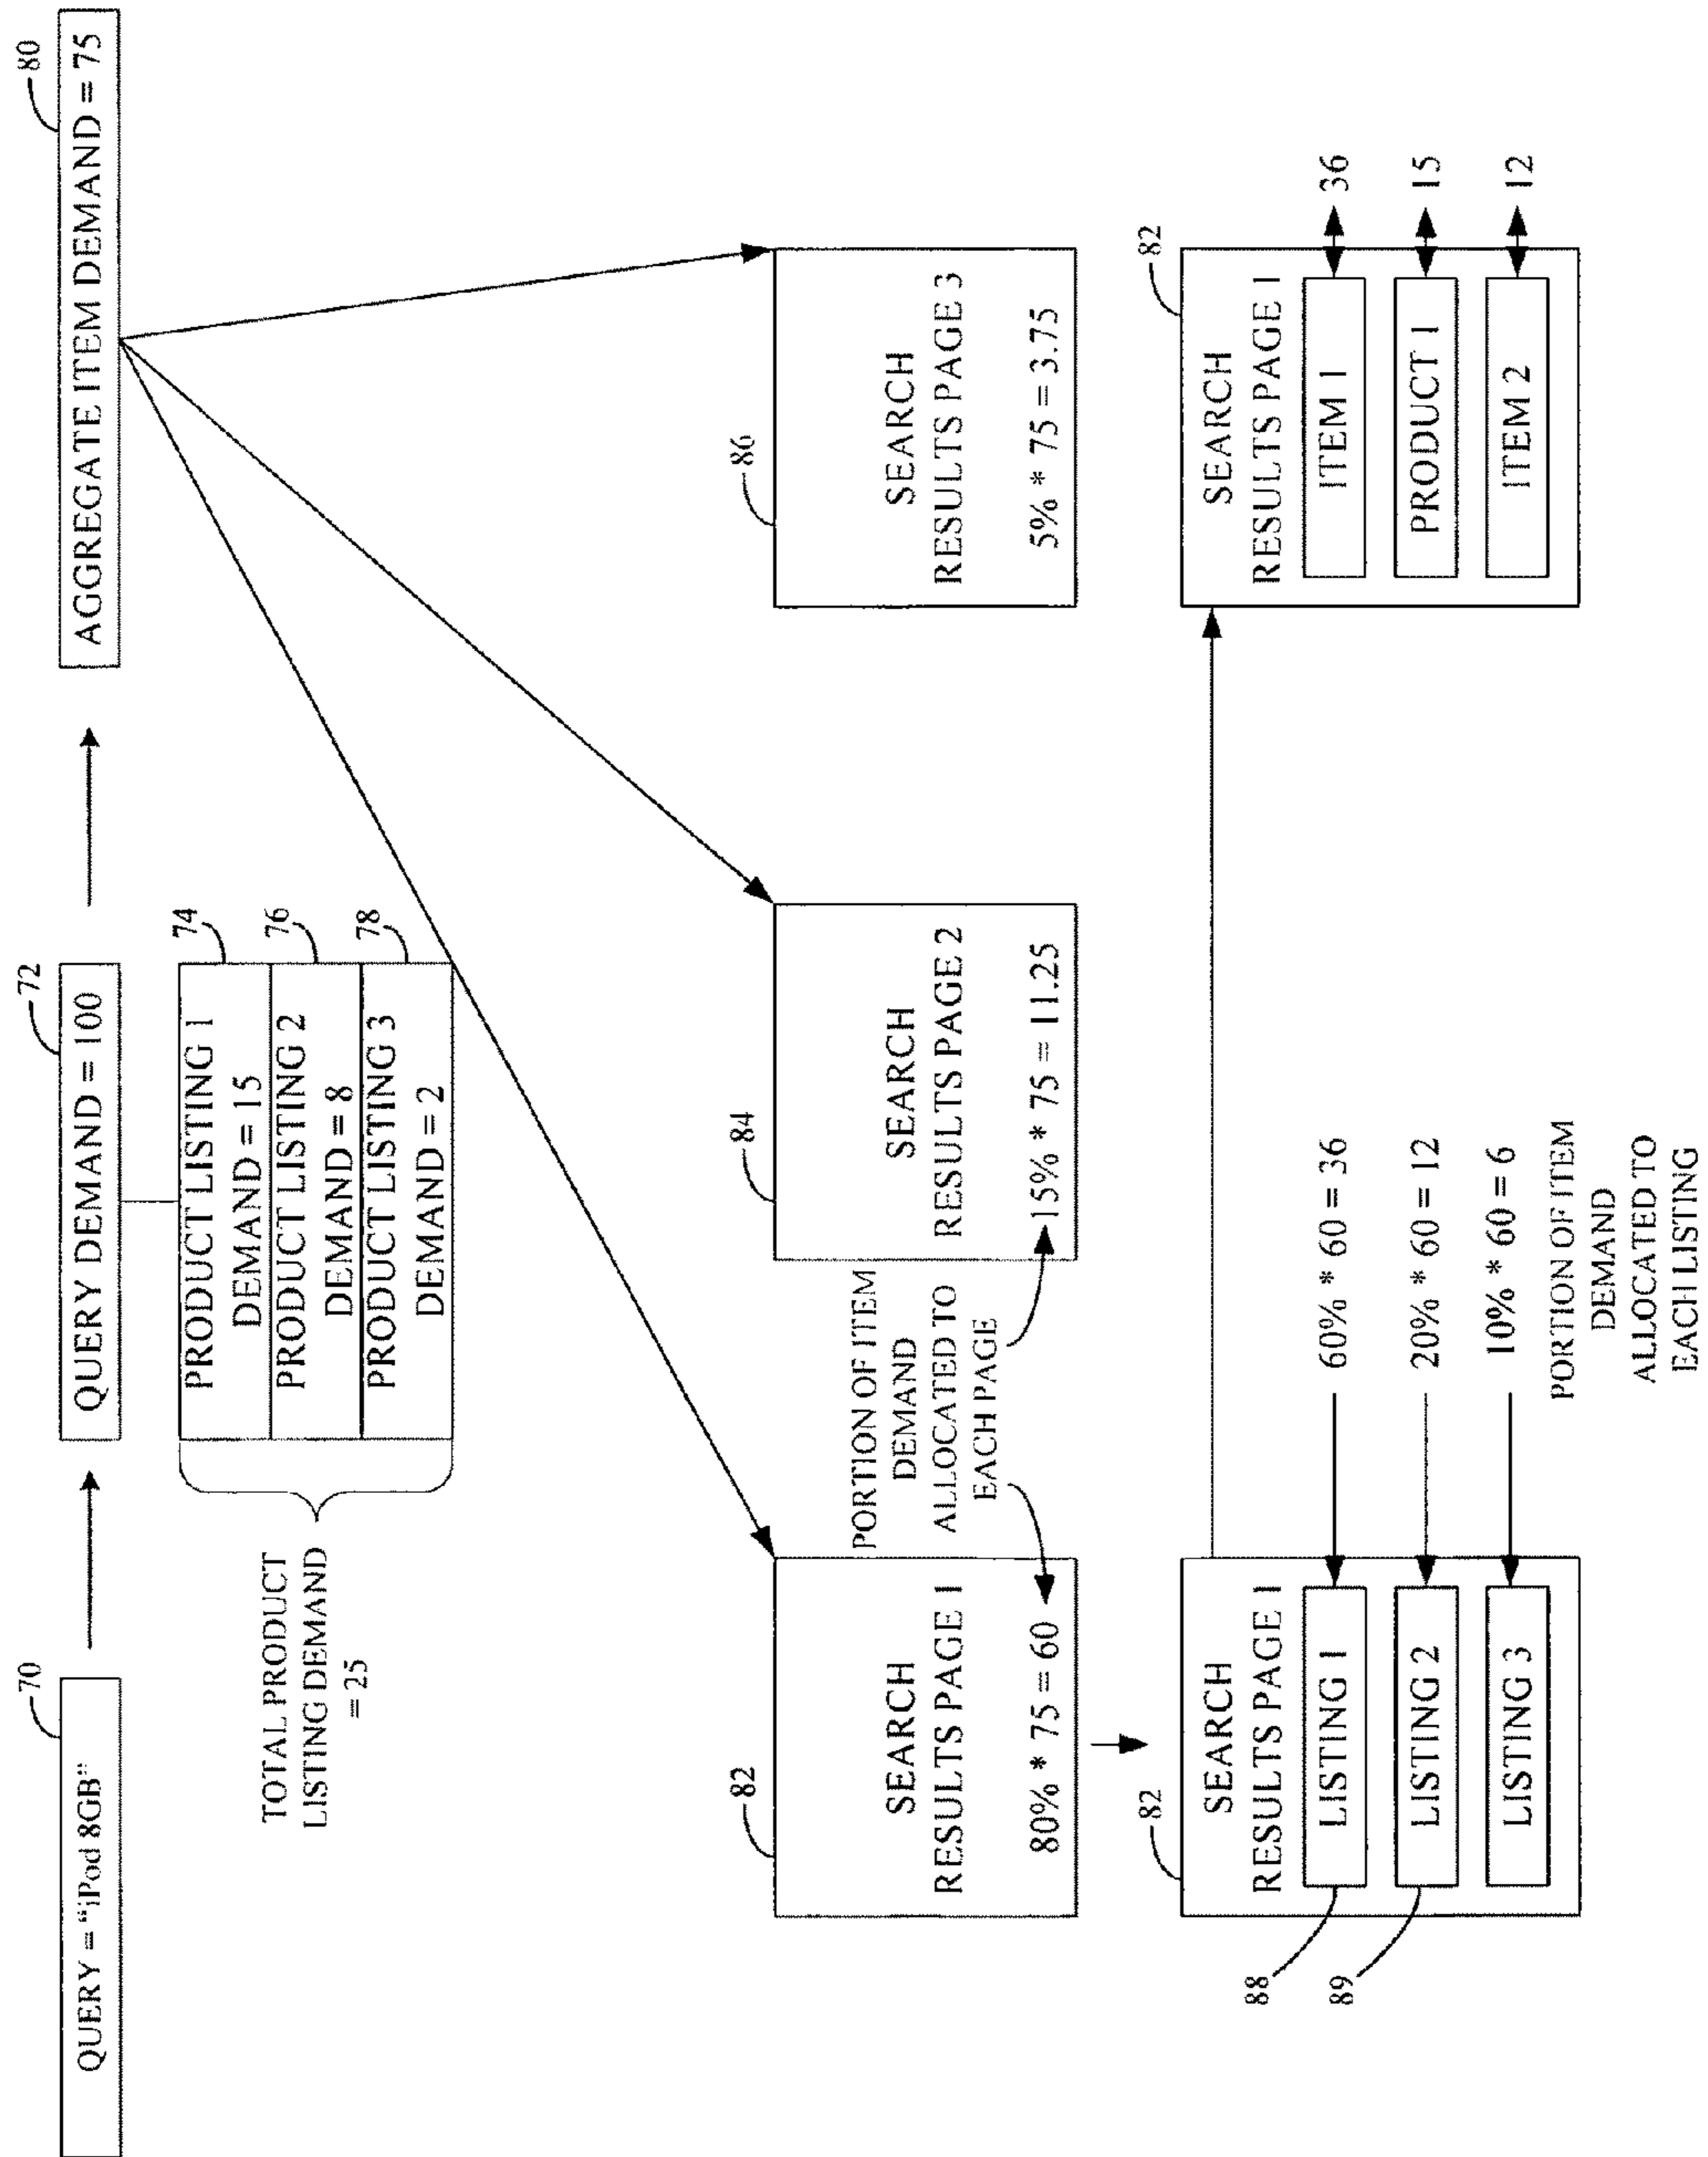 70
QUERY = "iPod 8GB"
72
QUERY DEMAND = 100
80
AGGREGATE ITEM DEMAND = 75
TOTAL PRODUCT
LISTING DEMAND
= 25
PRODUCT LISTING 1
DEMAND = 15
74
PRODUCT LISTING 2
DEMAND = 8
76
PRODUCT LISTING 3
DEMAND = 2
78
82
SEARCH
RESULTS PAGE 1
80% * 75 = 60
PORTION OF ITEM
DEMAND
ALLOCATED TO
EACH PAGE
84
SEARCH
RESULTS PAGE 2
15% * 75 = 11.25
86
SEARCH
RESULTS PAGE 3
5% * 75 = 3.75
82
SEARCH
RESULTS PAGE 1
88
LISTING 1
60% * 60 = 36
89
LISTING 2
20% * 60 = 12
LISTING 3
10% * 60 = 6
PORTION OF ITEM
DEMAND
ALLOCATED TO
EACH LISTING
82
SEARCH
RESULTS PAGE 1
ITEM 1
36
PRODUCT 1
15
ITEM 2
12